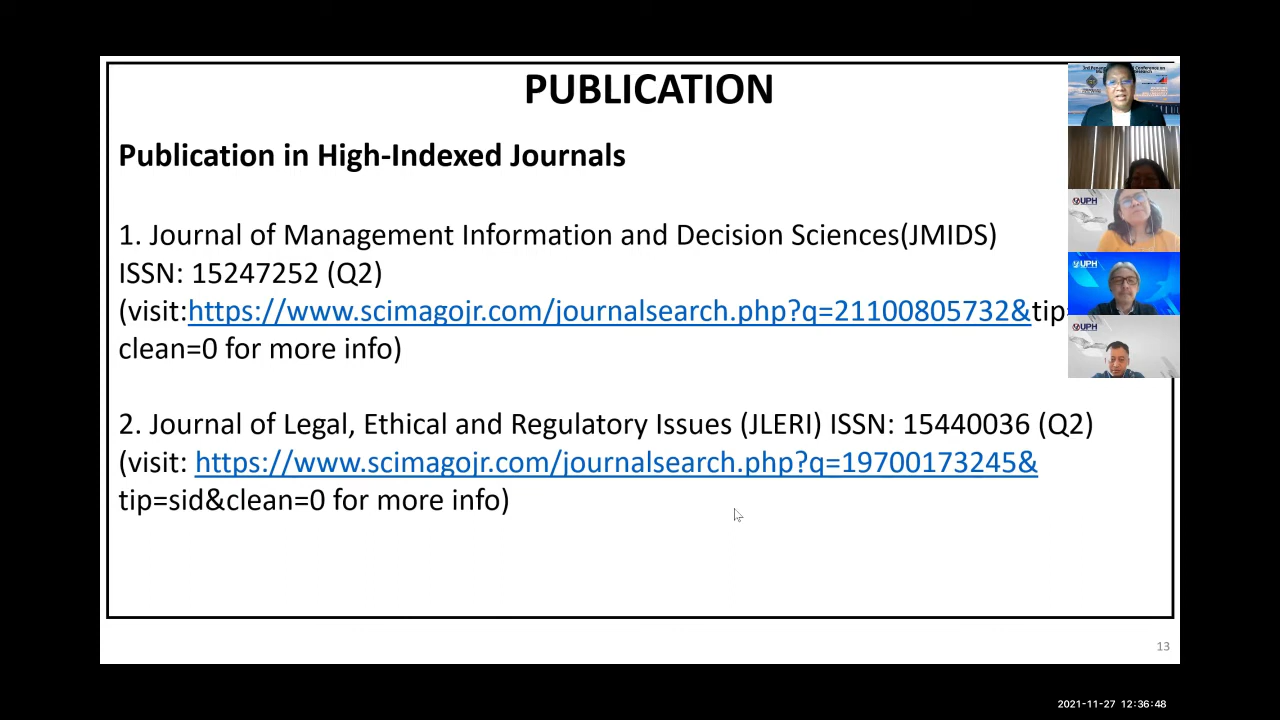 PUBLICATION
Publication in High-Indexed Journals
1. Journal of Management Information and Decision Sciences(JMIDS)
ISSN: 15247252 (Q2)
(visit:https://www.scimagojr.com/journalsearch.php?q=21100805732&tip
clean=0 for more info)
2. Journal of Legal, Ethical and Regulatory Issues (JLERI) ISSN: 15440036 (Q2)
(visit: https://www.scimagojr.com/journalsearch.php?q=19700173245&
tip=sid&clean=0 for more info)
13
UPH
UPH
UPH
2021-11-27 12:36:48